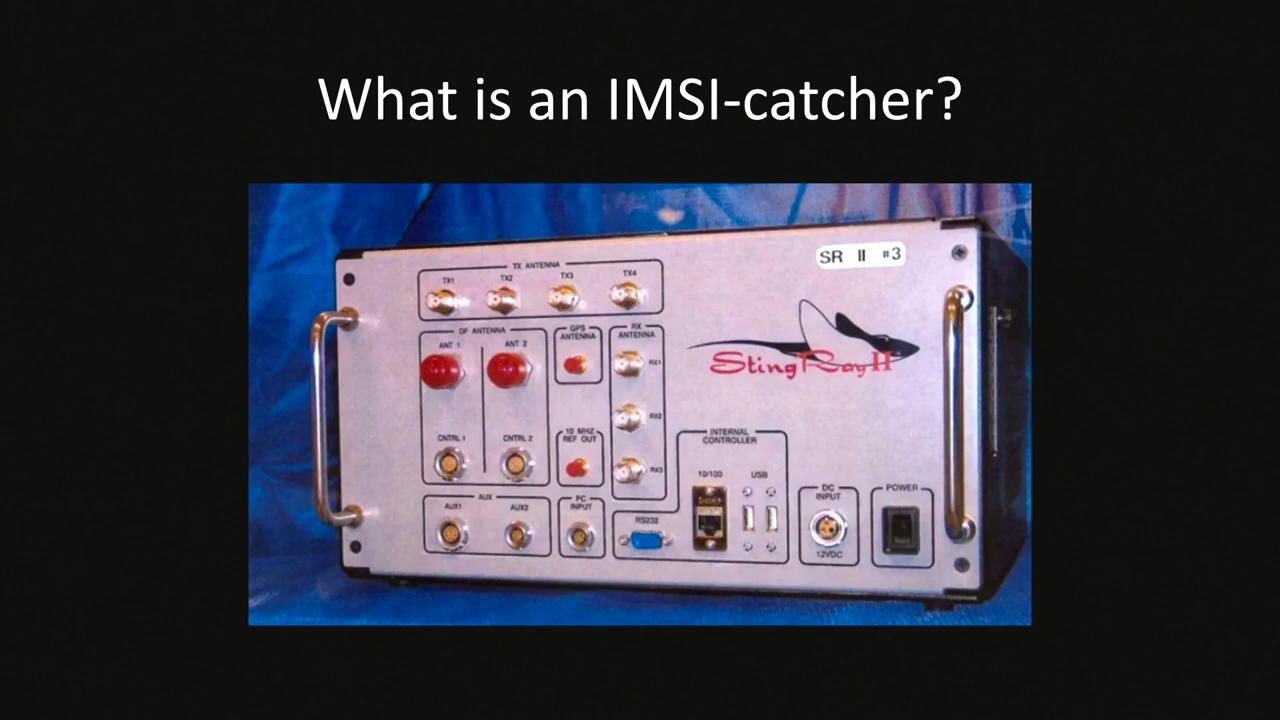 What is an IMSI-catcher?
SR II #3
TX ANTENNA
TX1 TX2 TX3 TX4
DF ANTENNA
ANT 1 ANT 2
CNTRL 1 CNTRL 2
GPS
ANTENNA
RX
ANTENNA
RX1
RX2
RX3
StingRay II
10 MHZ
REF OUT
INTERNAL
CONTROLLER
10/100 USB
RS232
AUX
AUX1 AUX2
PC
INPUT
DC
INPUT
12VDC
POWER